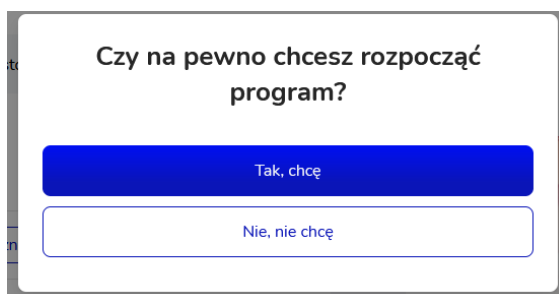 Czy na pewno chcesz rozpocząć
program?
Tak, chcę
Nie, nie chcę